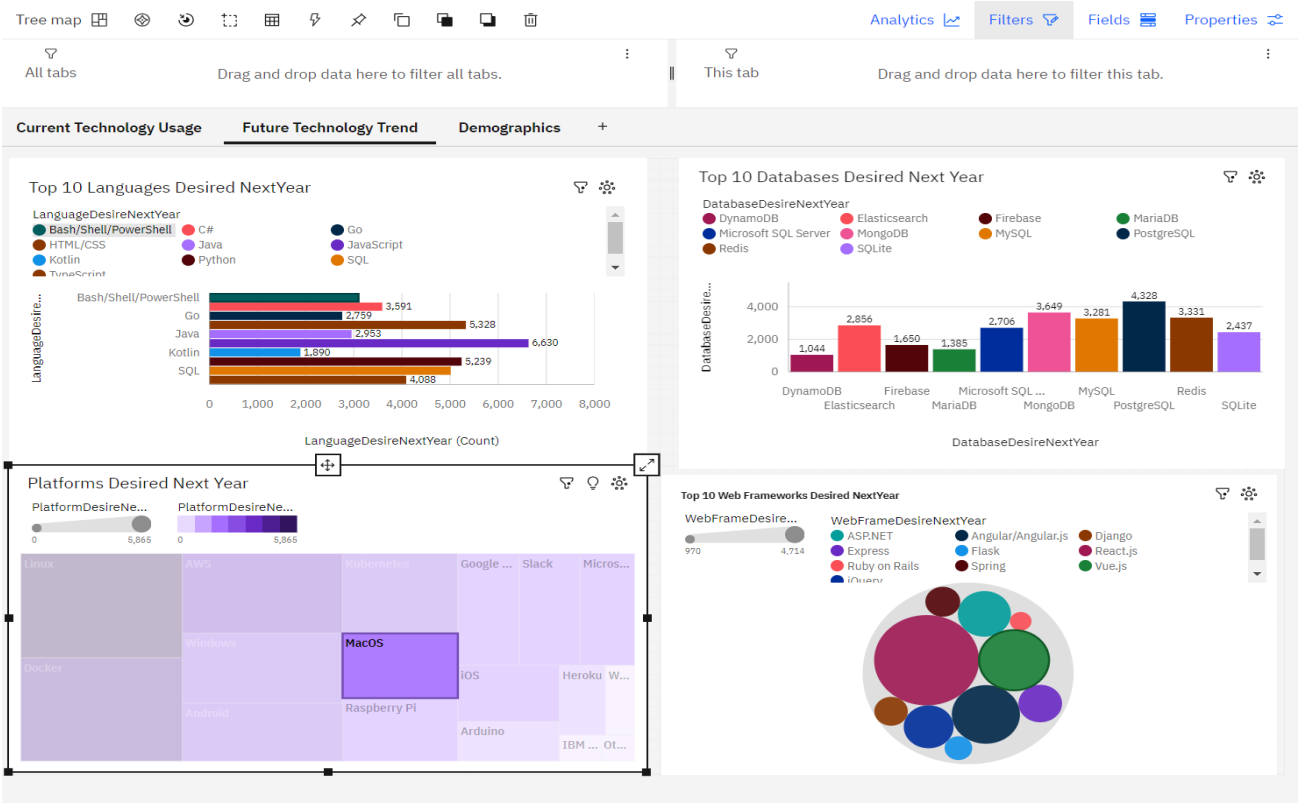 Tree map
Analytics
Filters
Fields
Properties
All tabs
Drag and drop data here to filter all tabs.
This tab
Drag and drop data here to filter this tab.
Current Technology Usage
Future Technology Trend
Demographics
+
Top 10 Languages Desired NextYear
LanguageDesireNextYear
Bash/Shell/PowerShell
C#
Go
HTML/CSS
Java
JavaScript
Kotlin
Python
SQL
TypeScript
LanguageDesire...
Bash/Shell/PowerShell
3,591
Go
2,759
5,328
Java
2,953
6,630
Kotlin
1,890
5,239
SQL
4,088
0 1,000 2,000 3,000 4,000 5,000 6,000 7,000 8,000
LanguageDesireNextYear (Count)
Top 10 Databases Desired Next Year
DatabaseDesireNextYear
DynamoDB
Elasticsearch
Firebase
MariaDB
Microsoft SQL Server
MongoDB
MySQL
PostgreSQL
Redis
SQLite
DatabaseDesire...
4,000
2,000
0
1,044
2,856
1,650
1,385
2,706
3,649
3,281
4,328
3,331
2,437
DynamoDB
Firebase
Microsoft SQL ...
MySQL
Redis
Elasticsearch
MariaDB
MongoDB
PostgreSQL
SQLite
DatabaseDesireNextYear
Platforms Desired Next Year
PlatformDesireNe...
0
5,865
PlatformDesireNe...
0
5,865
Linux
AWS
Kubernetes
Google ...
Slack
Micros...
Windows
MacOS
Docker
iOS
Heroku
W...
Android
Raspberry Pi
Arduino
IBM ...
Ot...
Top 10 Web Frameworks Desired NextYear
WebFrameDesire...
970
4,714
WebFrameDesireNextYear
ASP.NET
Angular/Angular.js
Django
Express
Flask
React.js
Ruby on Rails
Spring
Vue.js
jQuery